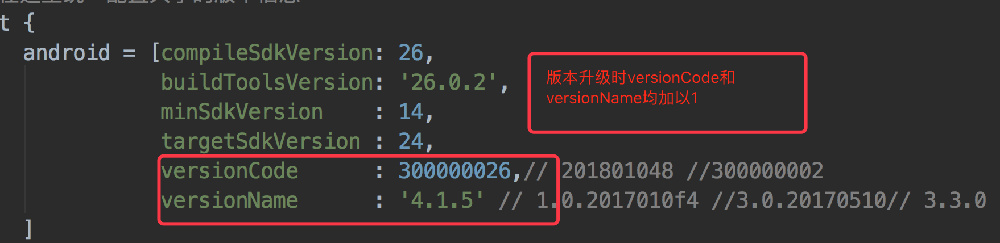 t {
android = [compileSdkVersion: 26,
buildToolsVersion: '26.0.2',
minSdkVersion : 14,
targetSdkVersion : 24,
versionCode : 300000026,// 201801048 //300000002
versionName : '4.1.5' // 1.0.2017010f4 //3.0.20170510// 3.3.0
]
版本升级时versionCode和
versionName均加以1